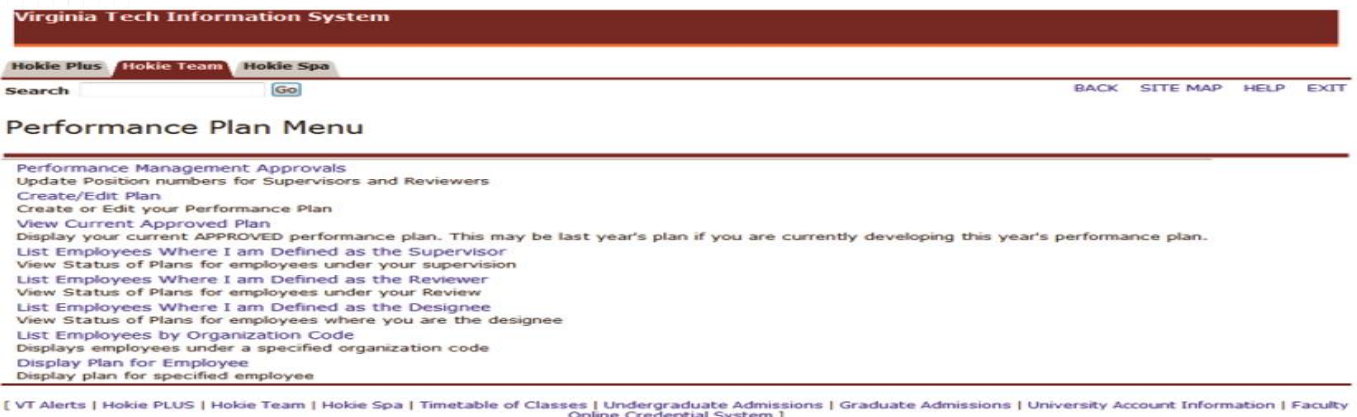 Virginia Tech Information System
Hokie Plus Hokie Team Hokie Spa
Search Go BACK SITE MAP HELP EXIT
Performance Plan Menu
Performance Management Approvals
Update Position numbers for Supervisors and Reviewers
Create/Edit Plan
Create or Edit your Performance Plan
View Current Approved Plan
Display your current APPROVED performance plan. This may be last year's plan if you are currently developing this year's performance plan.
List Employees Where I am Defined as the Supervisor
View Status of Plans for employees under your supervision
List Employees Where I am Defined as the Reviewer
View Status of Plans for employees under your Review
List Employees Where I am Defined as the Designee
View Status of Plans for employees where you are the designee
List Employees by Organization Code
Displays employees under a specified organization code
Display Plan for Employee
Display plan for specified employee
[ VT Alerts | Hokie PLUS | Hokie Team | Hokie Spa | Timetable of Classes | Undergraduate Admissions | Graduate Admissions | University Account Information | Faculty
Online Credential System ]